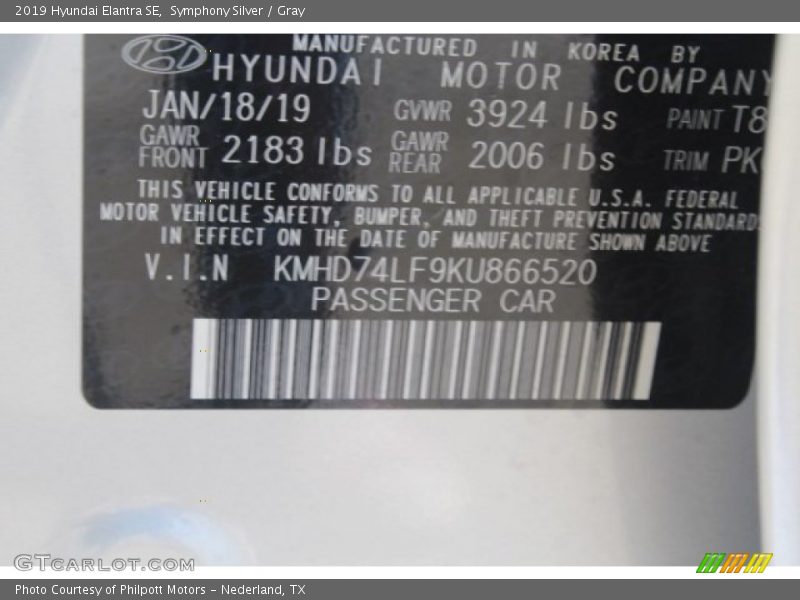 2019 Hyundai Elantra SE, Symphony Silver / Gray
MANUFACTURED IN KOREA BY
HYUNDAI MOTOR COMPANY
JAN/18/19 GVWR 3924 lbs PAINT T8
GAWR FRONT 2183 lbs GAWR REAR 2006 lbs TRIM PK
THIS VEHICLE CONFORMS TO ALL APPLICABLE U.S.A. FEDERAL
MOTOR VEHICLE SAFETY, BUMPER, AND THEFT PREVENTION STANDARD
IN EFFECT ON THE DATE OF MANUFACTURE SHOWN ABOVE
V.I.N KMHD74LF9KU866520
PASSENGER CAR
GTCARLOT.COM
Photo Courtesy of Philpott Motors - Nederland, TX